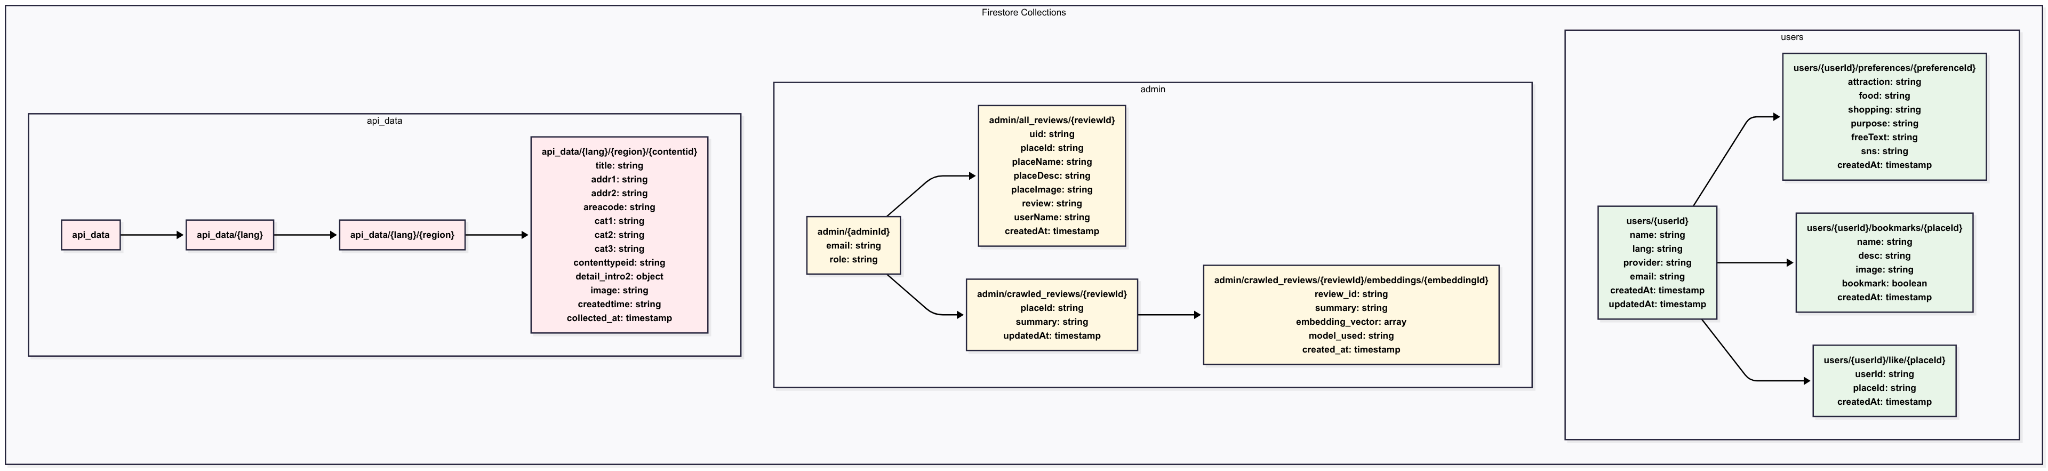 Firestore Collections
api_data
api_data
api_data/{lang}
api_data/{lang}/{region}
api_data/{lang}/{region}/{contentid}
title: string
addr1: string
addr2: string
areacode: string
cat1: string
cat2: string
cat3: string
contenttypeid: string
detail_intro2: object
image: string
createdtime: string
collected_at: timestamp
admin
admin/{adminId}
email: string
role: string
admin/all_reviews/{reviewId}
uid: string
placeId: string
placeName: string
placeDesc: string
placeImage: string
review: string
userName: string
createdAt: timestamp
admin/crawled_reviews/{reviewId}
placeId: string
summary: string
updatedAt: timestamp
admin/crawled_reviews/{reviewId}/embeddings/{embeddingId}
review_id: string
summary: string
embedding_vector: array
model_used: string
created_at: timestamp
users
users/{userId}
name: string
lang: string
provider: string
email: string
createdAt: timestamp
updatedAt: timestamp
users/{userId}/preferences/{preferenceId}
attraction: string
food: string
shopping: string
purpose: string
freeText: string
sns: string
createdAt: timestamp
users/{userId}/bookmarks/{placeId}
name: string
desc: string
image: string
bookmark: boolean
createdAt: timestamp
users/{userId}/like/{placeId}
userId: string
placeId: string
createdAt: timestamp